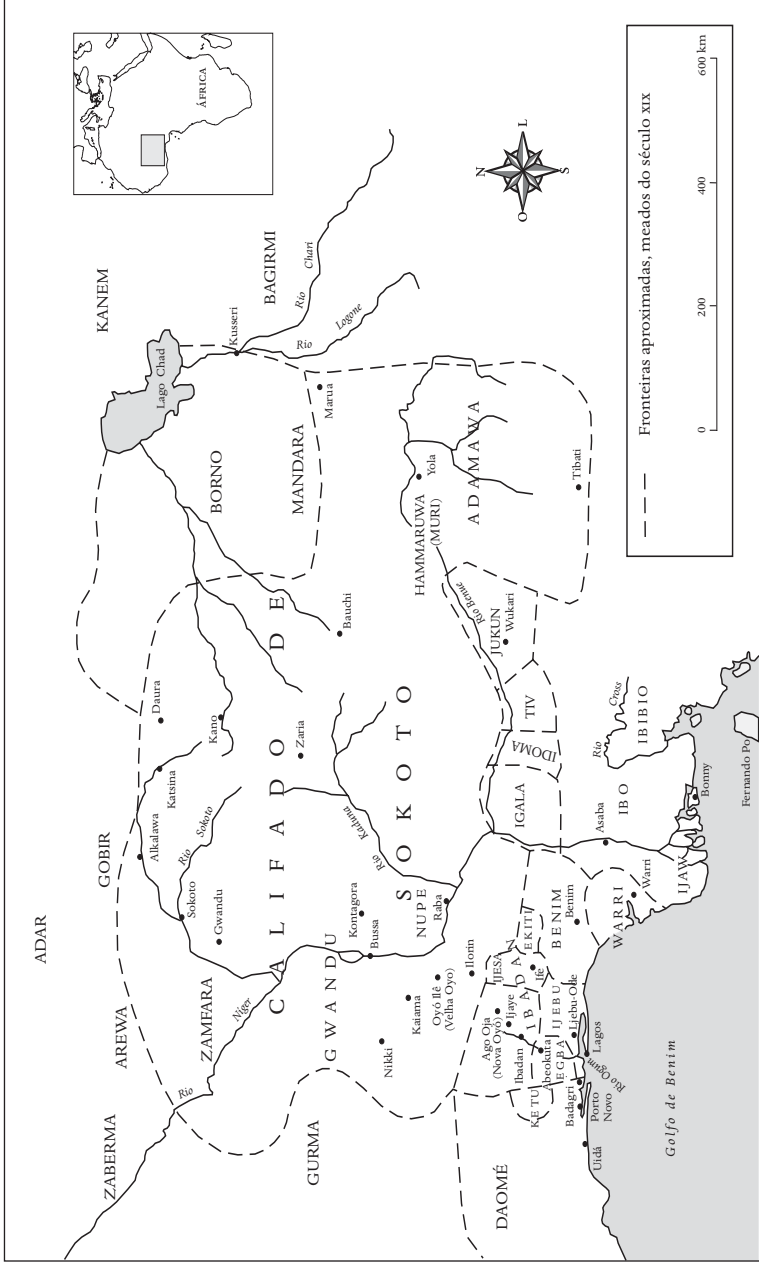 ADAR
GOBIR
AREWA
ZABERMA
ZAMFARA
GURMA
DAOMÉ
KANEM
BAGIRMI
BORNO
MANDARA
CALIFADO DE
SOKOTO
GWANDU
NUPE
HAMMARUWA
(MURI)
ADAMAWA
JUKUN
TIV
IDOMA
IGALA
IBO
IBIBIO
IJAW
WARRI
BENIM
EKITI
IJESA
IBADAN
IJEBU
EGBA
KETU
Lago Chad
Kusseri
Rio Chari
Rio Logone
Marua
Yola
Tibati
Rio Benue
Wukari
Bauchi
Daura
Kano
Katsina
Zaria
Alkalawa
Rio Sokoto
Sokoto
Gwandu
Rio Kaduna
Kontagora
Bussa
Raba
Rio Níger
Ilorin
Kaiama
Oyó Ilê
(Velha Oyo)
Nikki
Ago Oja
(Nova Oyó)
Ijaye
Ife
Ibadan
Abeokuta
Ljebu-Ode
Lagos
Rio Ogum
Badagri
Porto
Novo
Uidá
Benim
Warri
Asaba
Rio Cross
Bonny
Fernando Po
Golfo de Benim
ÁFRICA
N
L
S
O
Fronteiras aproximadas, meados do século XIX
0 200 400 600 km